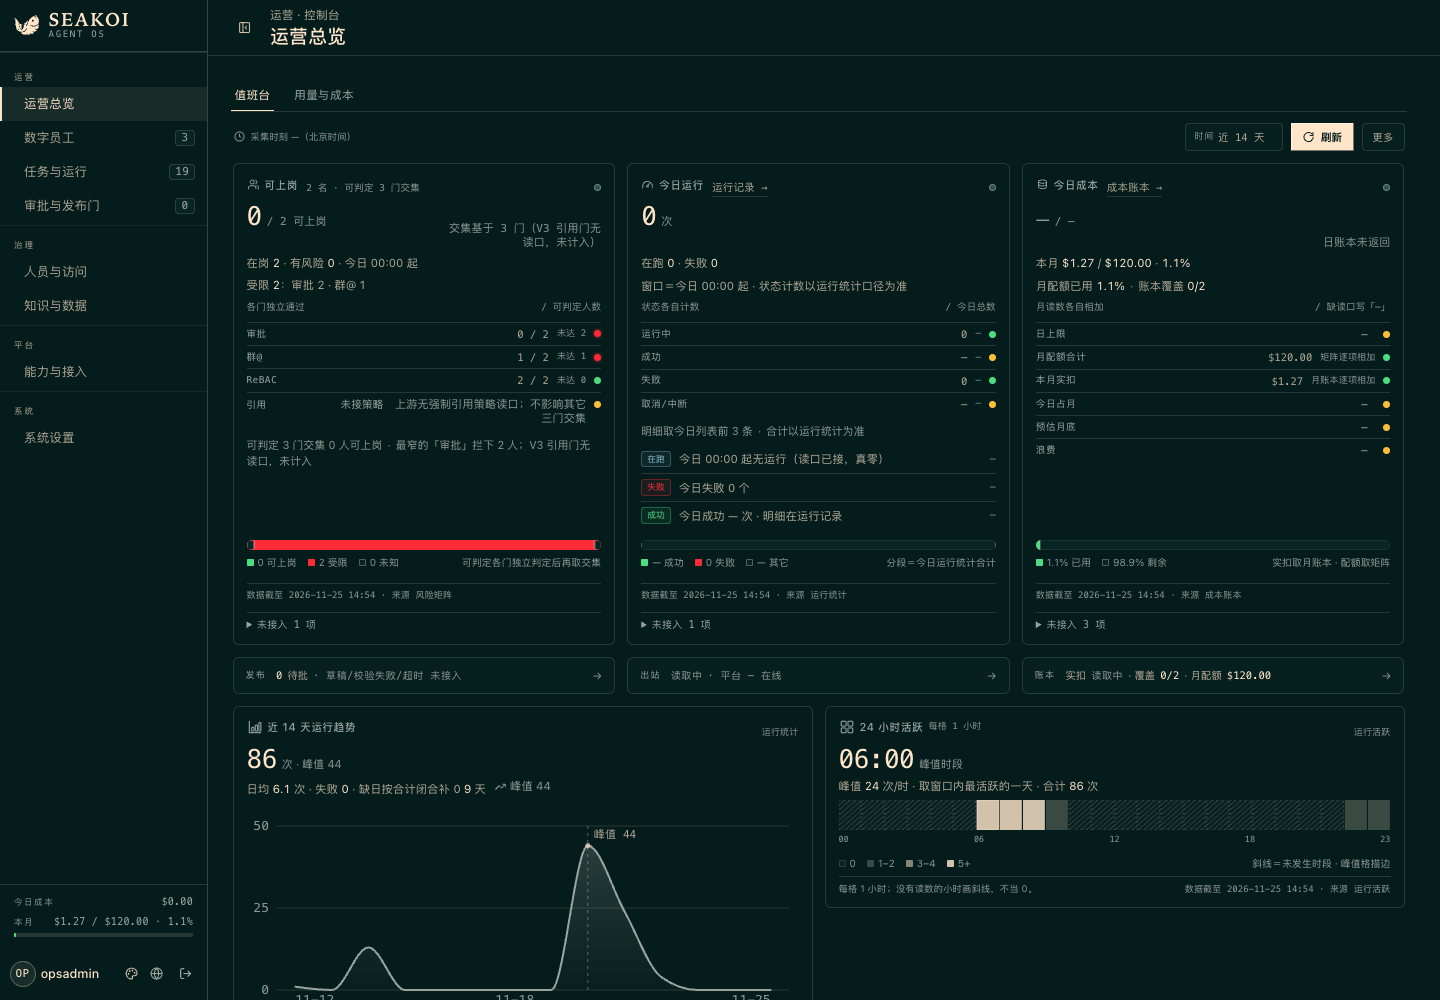 SEAKOI
AGENT OS
运营
运营总览
数字员工 3
任务与运行 19
审批与发布门 0
治理
人员与访问
知识与数据
平台
能力与接入
系统
系统设置
今日成本 $0.00
本月 $1.27 / $120.00 · 1.1%
OP opsadmin
运营 · 控制台
运营总览
值班台 用量与成本
采集时刻 — (北京时间)
时间 近 14 天 刷新 更多
可上岗 2 名 · 可判定 3 门交集
0 / 2 可上岗
交集基于 3 门 (V3 引用门无
读口, 未计入)
在岗 2 · 有风险 0 · 今日 00:00 起
受限 2: 审批 2 · 群@ 1
各门独立通过 / 可判定人数
审批 0 / 2 未达 2
群@ 1 / 2 未达 1
ReBAC 2 / 2 未达 0
引用 未接策略 上游无强制引用策略读口; 不影响其它
三门交集
可判定 3 门交集 0 人可上岗 · 最窄的「审批」拦下 2 人; V3 引用门无
读口, 未计入
0 可上岗 2 受限 0 未知 可判定各门独立判定后再取交集
数据截至 2026-11-25 14:54 · 来源 风险矩阵
未接入 1 项
今日运行 运行记录 →
0 次
在跑 0 · 失败 0
窗口=今日 00:00 起 · 状态计数以运行统计口径为准
状态各自计数 / 今日总数
运行中 0 —
成功 — —
失败 0 —
取消/中断 — —
明细取今日列表前 3 条 · 合计以运行统计为准
在跑 今日 00:00 起无运行 (读口已接, 真零) —
失败 今日失败 0 个 —
成功 今日成功 — 次 · 明细在运行记录 —
— 成功 0 失败 — 其它 分段=今日运行统计合计
数据截至 2026-11-25 14:54 · 来源 运行统计
未接入 1 项
今日成本 成本账本 →
— / —
日账本未返回
本月 $1.27 / $120.00 · 1.1%
月配额已用 1.1% · 账本覆盖 0/2
月读数各自相加 / 缺读口写「—」
日上限 —
月配额合计 $120.00 矩阵逐项相加
本月实扣 $1.27 月账本逐项相加
今日占月 —
预估月底 —
浪费 —
1.1% 已用 98.9% 剩余 实扣取月账本 · 配额取矩阵
数据截至 2026-11-25 14:54 · 来源 成本账本
未接入 3 项
发布 0 待批 · 草稿/校验失败/超时 未接入 →
出站 读取中 · 平台 — 在线 →
账本 实扣 读取中 · 覆盖 0/2 · 月配额 $120.00 →
近 14 天运行趋势 运行统计
86 次 · 峰值 44
日均 6.1 次 · 失败 0 · 缺日按合计闭合补 0 9 天 峰值 44
50
峰值 44
25
0
11-12 11-18 11-25
24 小时活跃 每格 1 小时 运行活跃
06:00 峰值时段
峰值 24 次/时 · 取窗口内最活跃的一天 · 合计 86 次
00 06 12 18 23
0 1-2 3-4 5+ 斜线=未发生时段 · 峰值格描边
每格 1 小时; 没有读数的小时画斜线, 不当 0。 数据截至 2026-11-25 14:54 · 来源 运行活跃